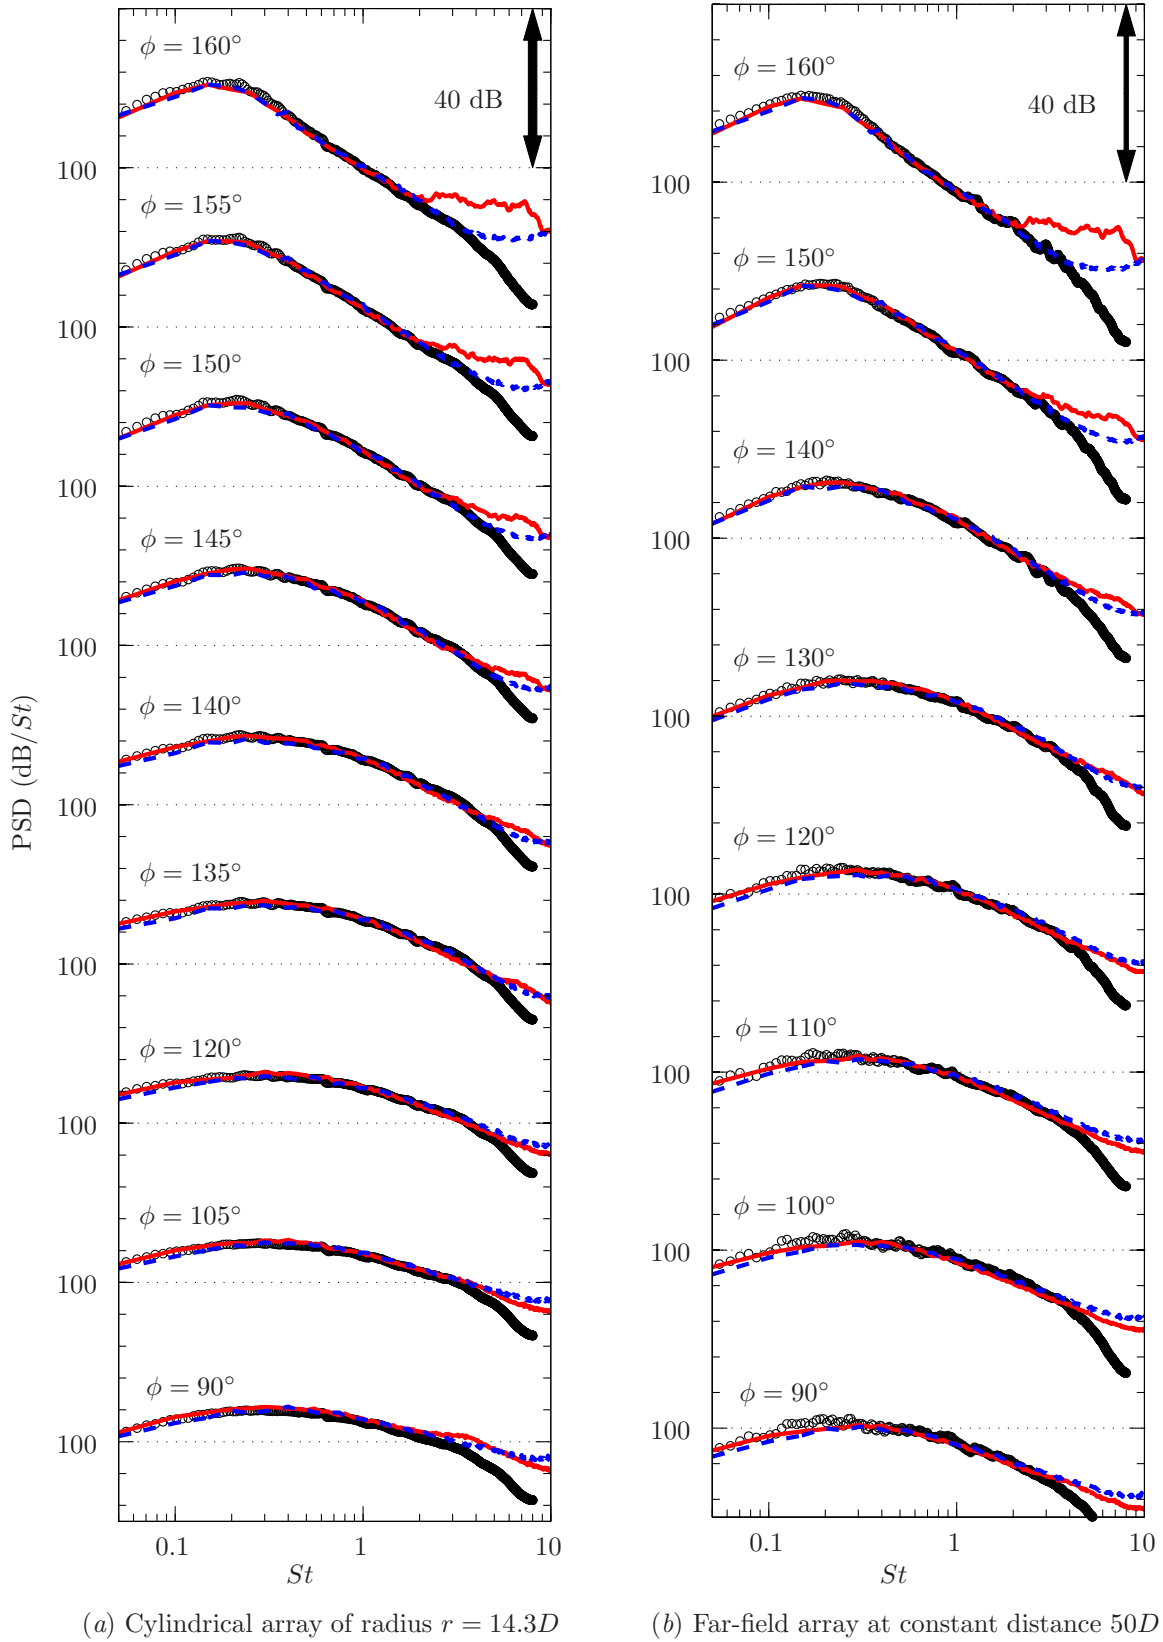 φ = 160°
40 dB
100
φ = 155°
100
φ = 150°
100
φ = 145°
100
φ = 140°
100
φ = 135°
100
φ = 120°
100
φ = 105°
100
φ = 90°
100
PSD (dB/St)
0.1 1 10
St
(a) Cylindrical array of radius r = 14.3D
φ = 160°
40 dB
100
φ = 150°
100
φ = 140°
100
φ = 130°
100
φ = 120°
100
φ = 110°
100
φ = 100°
100
φ = 90°
100
0.1 1 10
St
(b) Far-field array at constant distance 50D